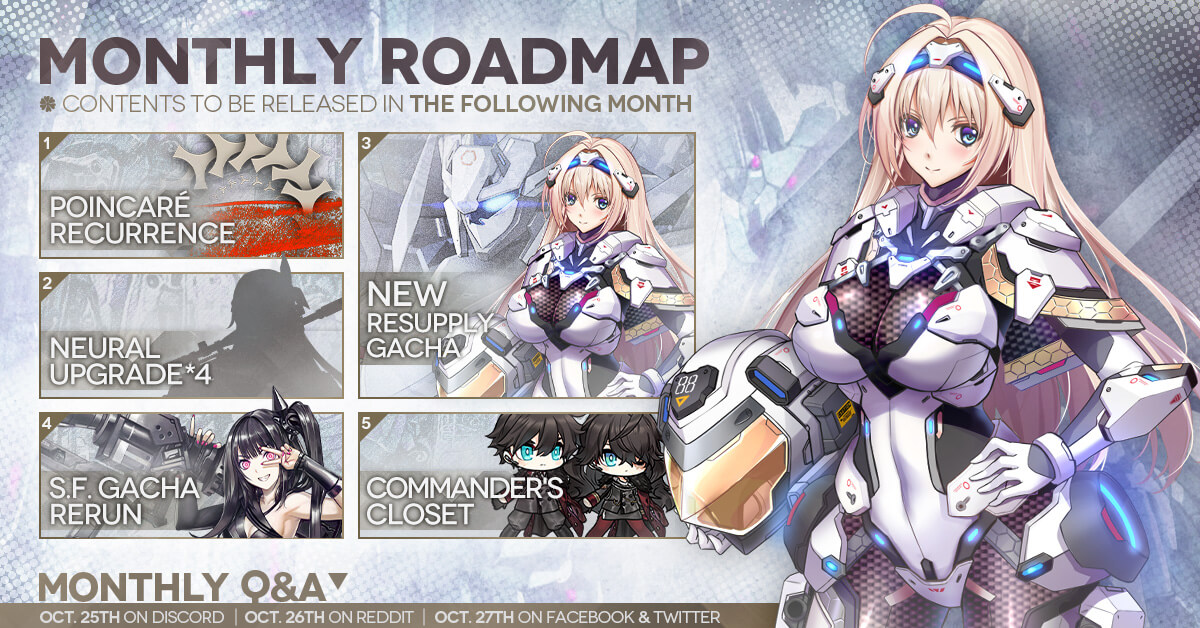 MONTHLY ROADMAP
CONTENTS TO BE RELEASED IN THE FOLLOWING MONTH
1
POINCARÉ
RECURRENCE
2
NEURAL
UPGRADE*4
3
NEW
RESUPPLY
GACHA
4
S.F. GACHA
RERUN
5
COMMANDER'S
CLOSET
88
MONTHLY Q&A
OCT. 25TH ON DISCORD | OCT. 26TH ON REDDIT | OCT. 27TH ON FACEBOOK & TWITTER